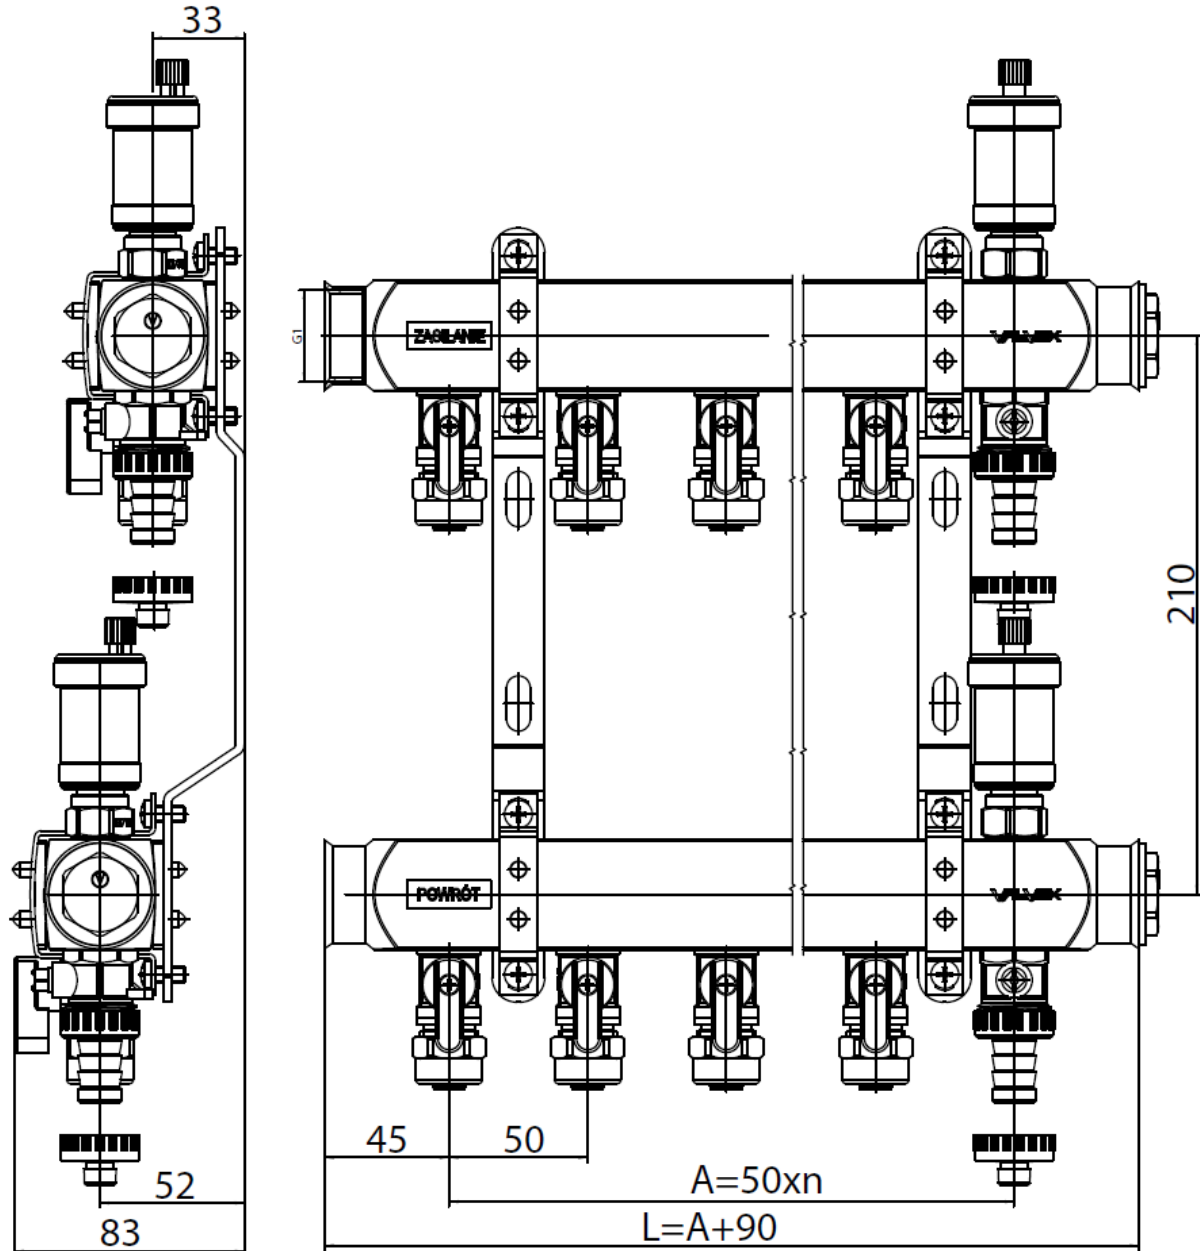 33
G1
ZASILANIE
VALVEX
210
POWRÓT
VALVEX
45
50
A=50xn
52
L=A+90
83